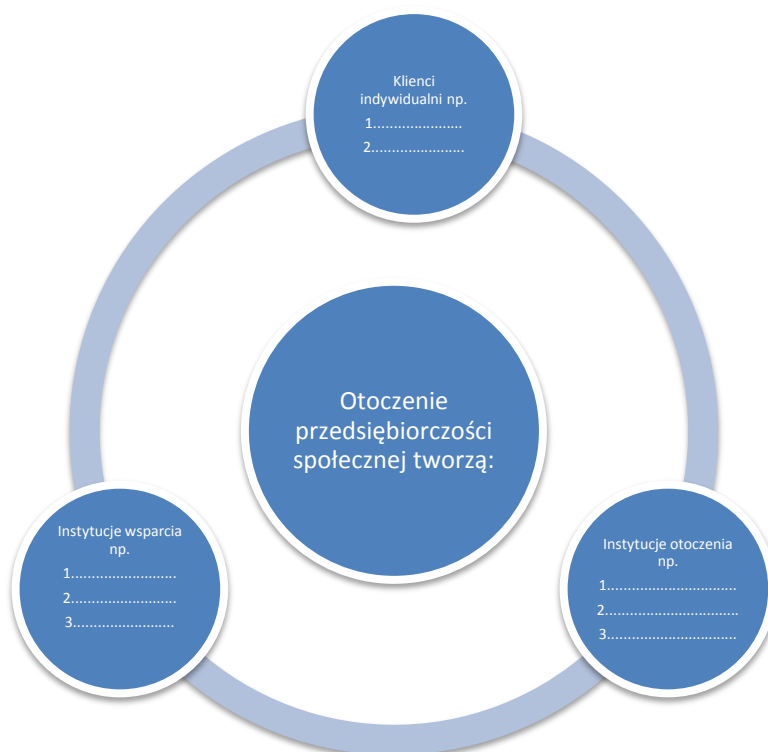 Klienci
indywidualni np.
1......................
2.......................
Otoczenie
przedsiębiorczości
społecznej tworzą:
Instytucje wsparcia
np.
1..........................
2..........................
3.........................
Instytucje otoczenia
np.
1................................
2.................................
3................................